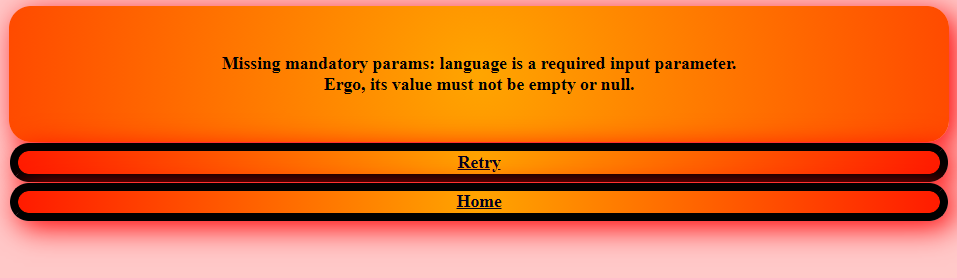 Missing mandatory params: language is a required input parameter.
Ergo, its value must not be empty or null.
Retry
Home